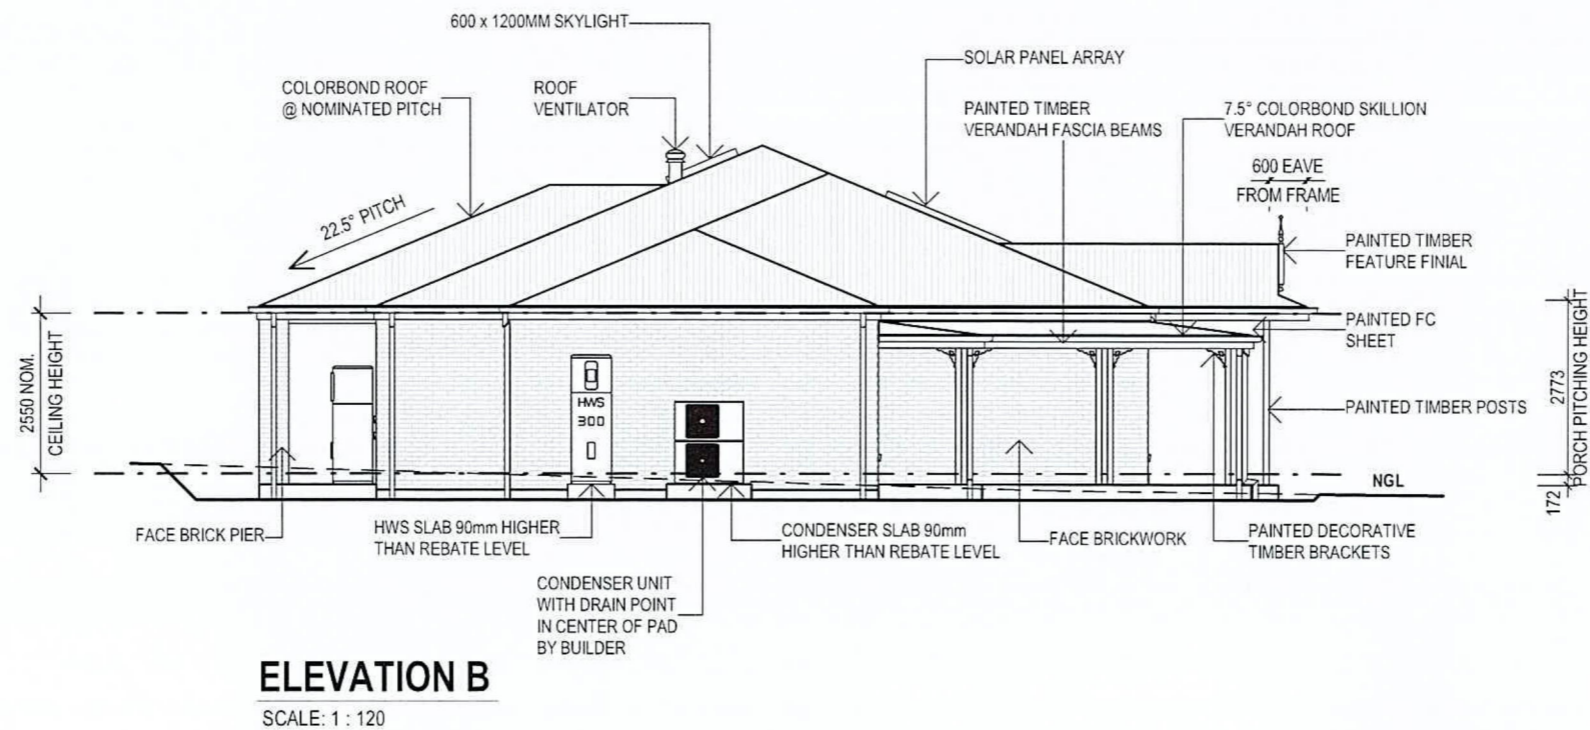 600 x 1200MM SKYLIGHT
SOLAR PANEL ARRAY
COLORBOND ROOF
@ NOMINATED PITCH
ROOF
VENTILATOR
PAINTED TIMBER
VERANDAH FASCIA BEAMS
7.5° COLORBOND SKILLION
VERANDAH ROOF
600 EAVE
FROM FRAME
22.5° PITCH
PAINTED TIMBER
FEATURE FINIAL
PAINTED FC
SHEET
2550 NOM.
CEILING HEIGHT
HWS
300
2773
PORCH PITCHING HEIGHT
PAINTED TIMBER POSTS
NGL
172
FACE BRICK PIER
HWS SLAB 90mm HIGHER
THAN REBATE LEVEL
CONDENSER SLAB 90mm
HIGHER THAN REBATE LEVEL
FACE BRICKWORK
PAINTED DECORATIVE
TIMBER BRACKETS
CONDENSER UNIT
WITH DRAIN POINT
IN CENTER OF PAD
BY BUILDER
ELEVATION B
SCALE: 1 : 120